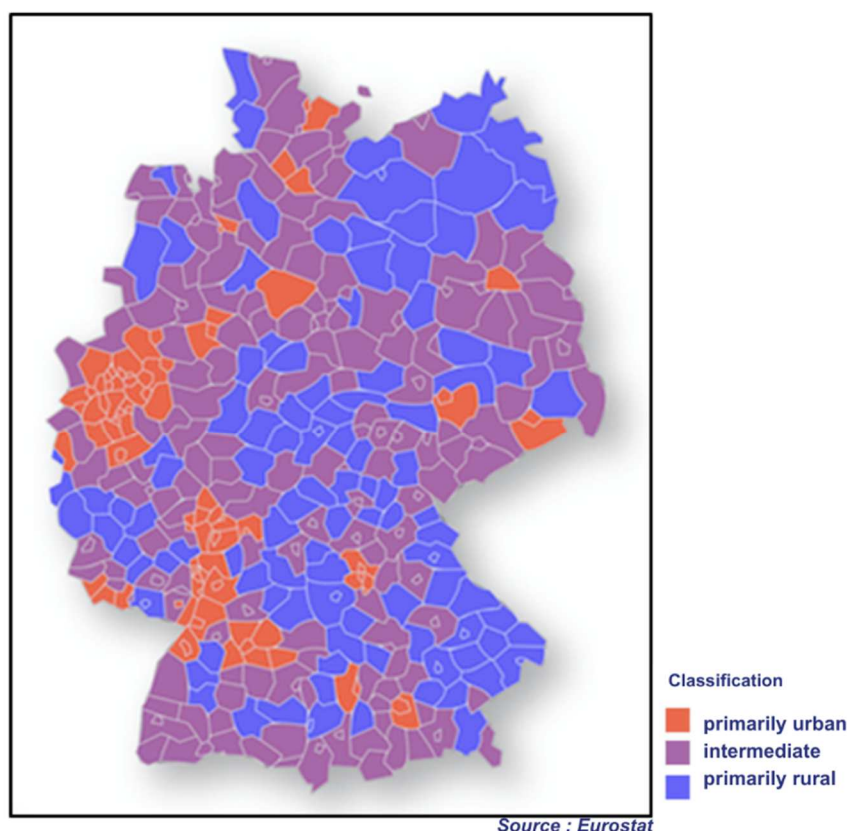 Classification
primarily urban
intermediate
primarily rural
Source : Eurostat